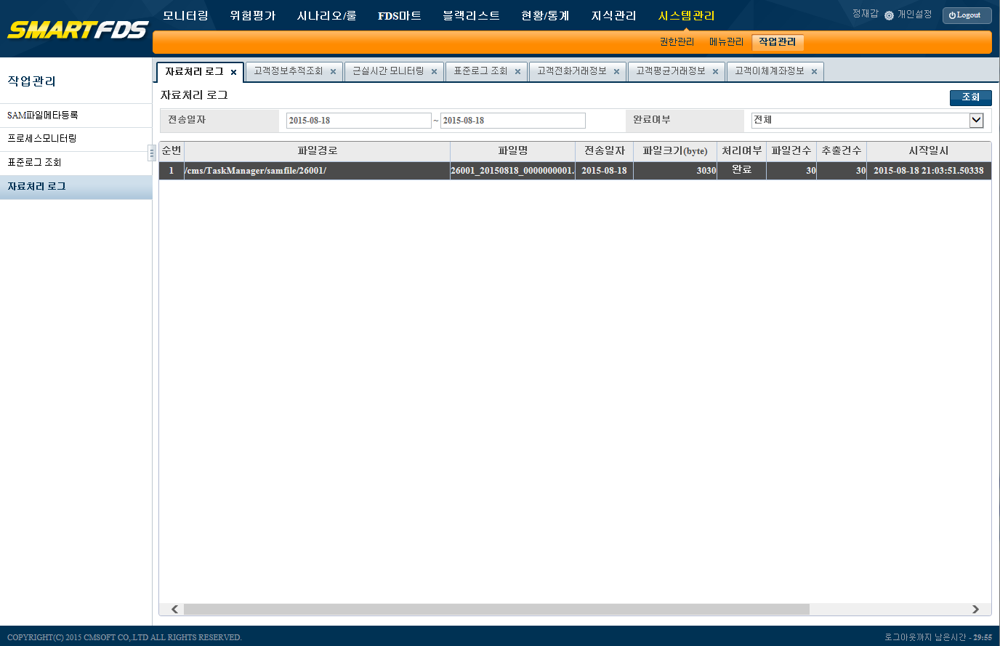 SMARTFDS
모니터링 위험평가 시나리오/룰 FDS마트 블랙리스트 현황/통계 지식관리 시스템관리
정재갑 개인설정 Logout
권한관리 메뉴관리 작업관리
작업관리
SAM파일메타등록
프로세스모니터링
표준로그 조회
자료처리 로그
자료처리 로그 × 고객정보추적조회 × 근실시간 모니터링 × 표준로그 조회 × 고객전화거래정보 × 고객평균거래정보 × 고객이체계좌정보 ×
자료처리 로그
조회
전송일자 2015-08-18 ~ 2015-08-18 완료여부 전체
순번 파일경로 파일명 전송일자 파일크기(byte) 처리여부 파일건수 추출건수 시작일시
1 /cms/TaskManager/samfile/26001/ 26001_20150818_0000000001. 2015-08-18 3030 완료 30 30 2015-08-18 21:03:51.50338
COPYRIGHT(C) 2015 CMSOFT CO,.LTD ALL RIGHTS RESERVED.
로그아웃까지 남은시간 - 29:55